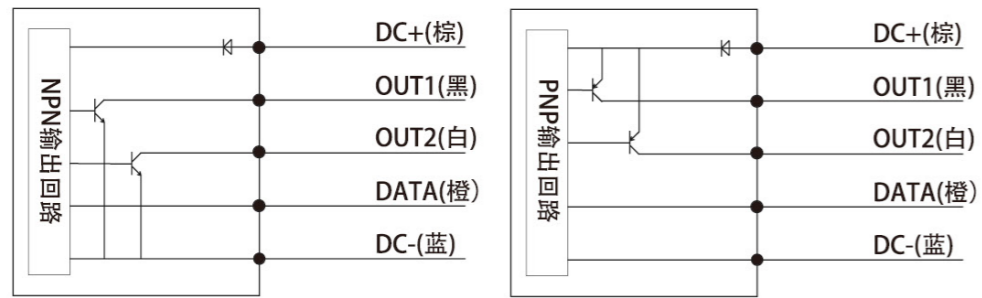 NPN输出回路
DC+(棕)
OUT1(黑)
OUT2(白)
DATA(橙）
DC-(蓝)
PNP输出回路
DC+(棕)
OUT1(黑)
OUT2(白)
DATA(橙）
DC-(蓝)